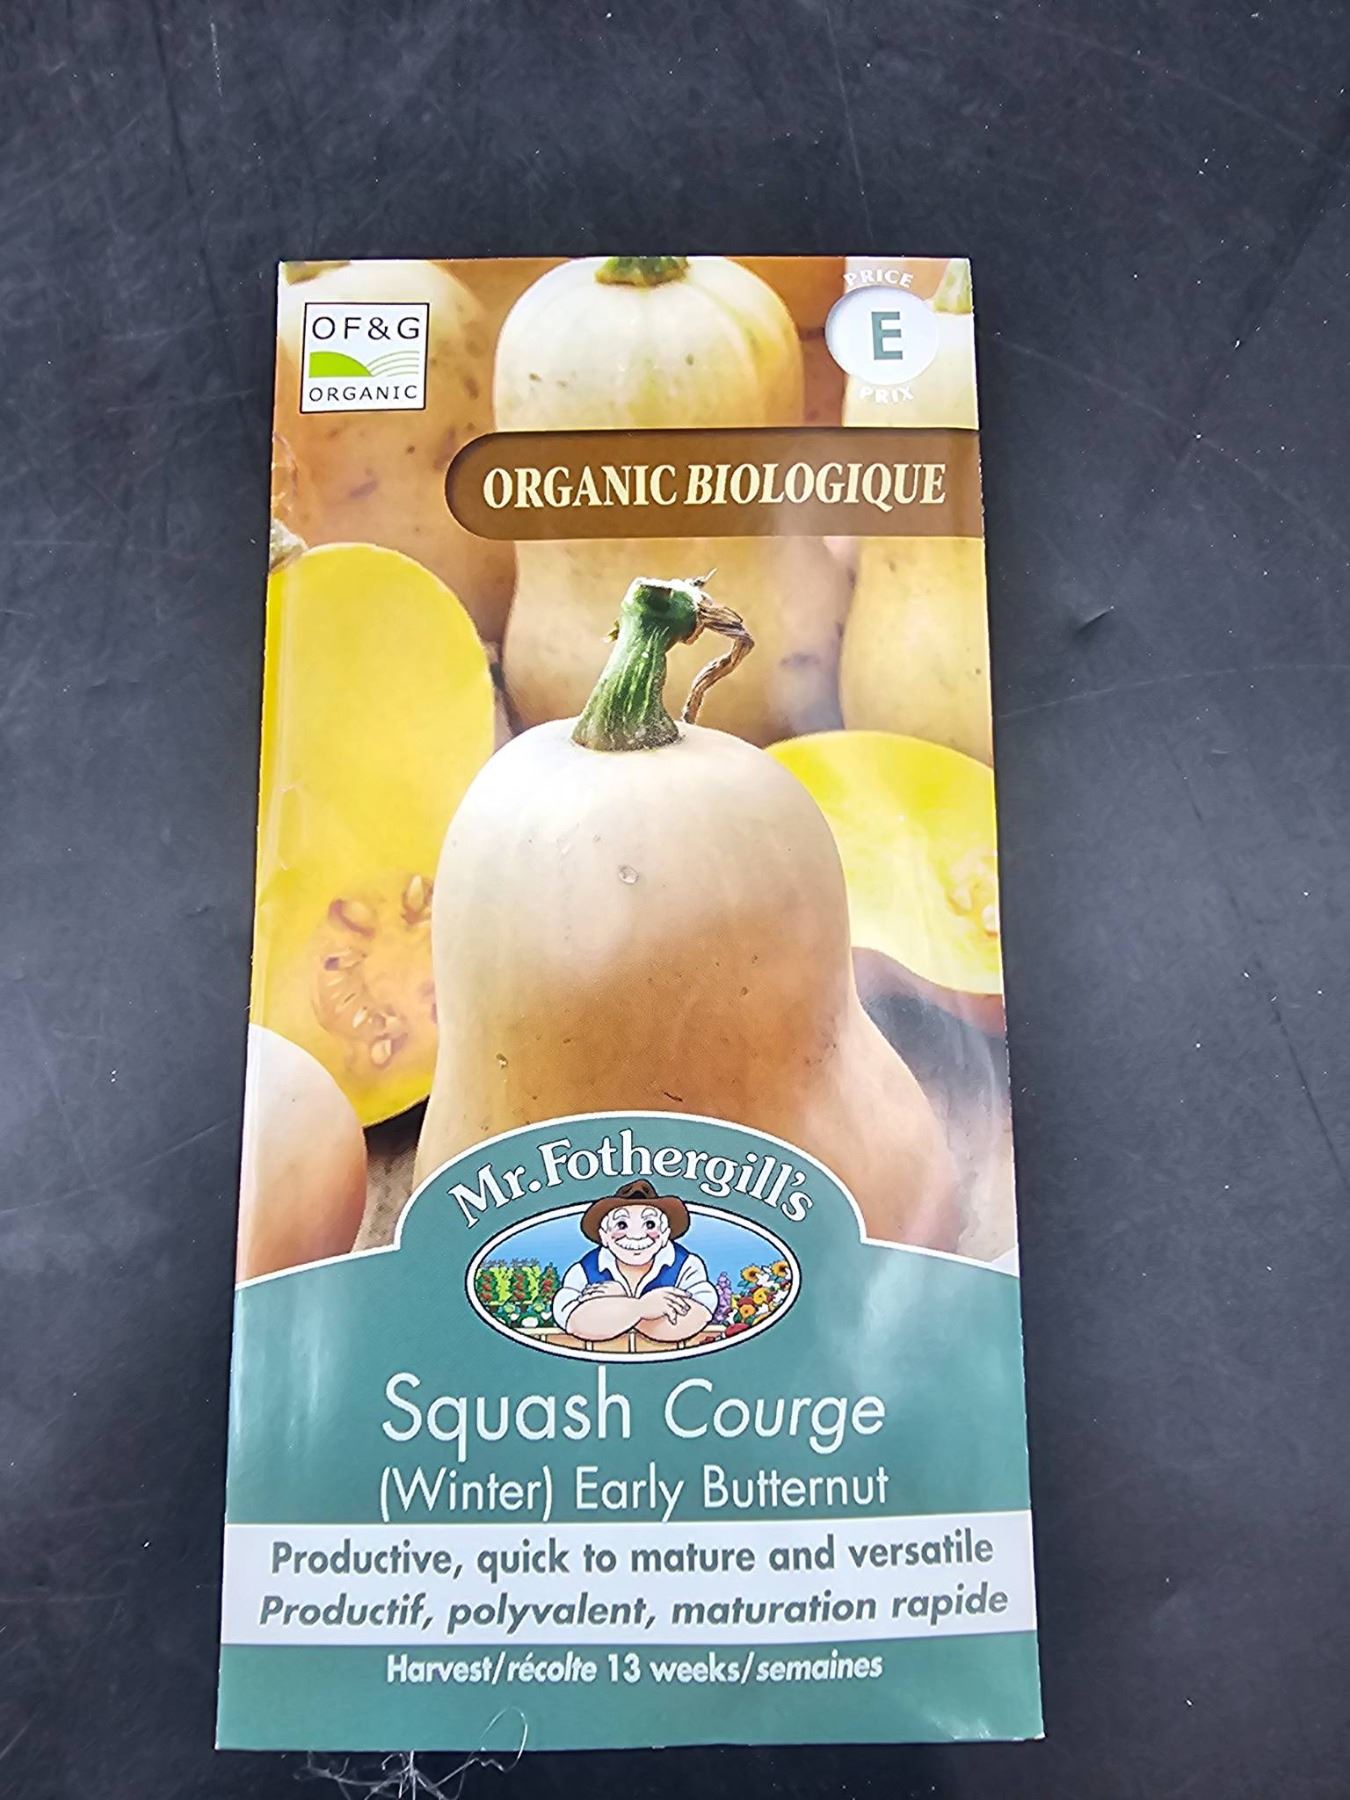 PRICE
OF&G
E
ORGANIC
PRIX
ORGANIC BIOLOGIQUE
Mr. Fothergill's
Squash Courge
(Winter) Early Butternut
Productive, quick to mature and versatile
Productif, polyvalent, maturation rapide
Harvest/récolte 13 weeks/semaines